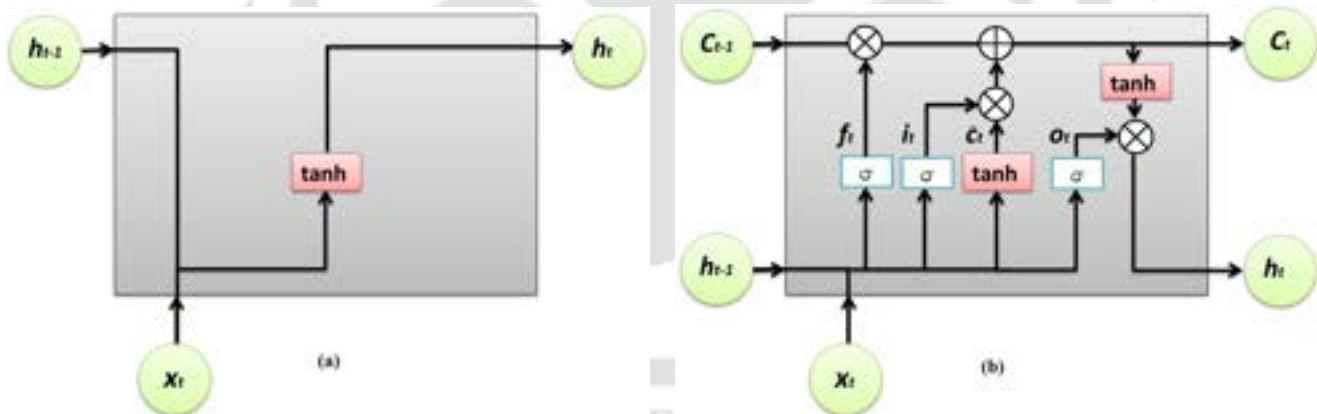 ht-1
ht
tanh
xt
(a)
Ct-1
Ct
tanh
ft
it
ĉt
ot
σ
σ
tanh
σ
ht-1
ht
xt
(b)